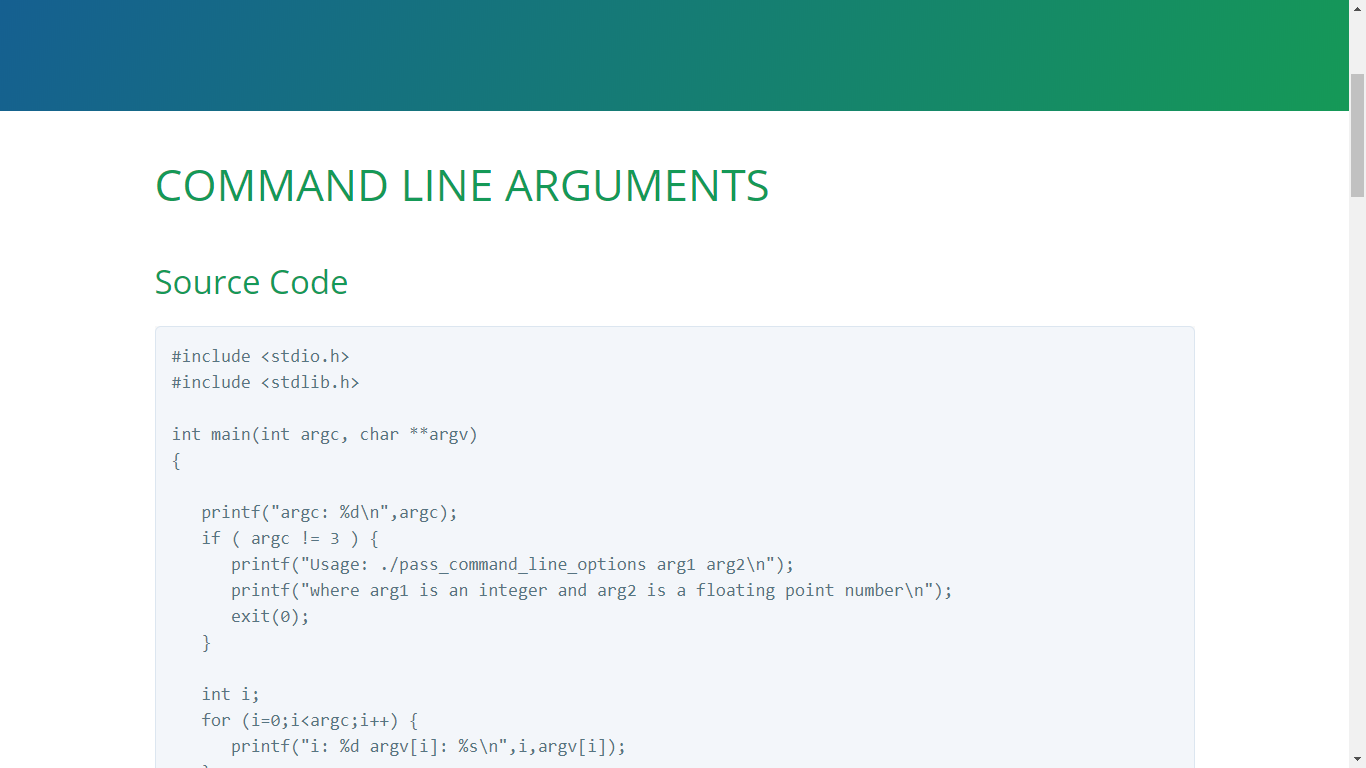 COMMAND LINE ARGUMENTS
Source Code
#include <stdio.h>
#include <stdlib.h>
int main(int argc, char **argv)
{
printf("argc: %d\n",argc);
if ( argc != 3 ) {
printf("Usage: ./pass_command_line_options arg1 arg2\n");
printf("where arg1 is an integer and arg2 is a floating point number\n");
exit(0);
}
int i;
for (i=0;i<argc;i++) {
printf("i: %d argv[i]: %s\n",i,argv[i]);